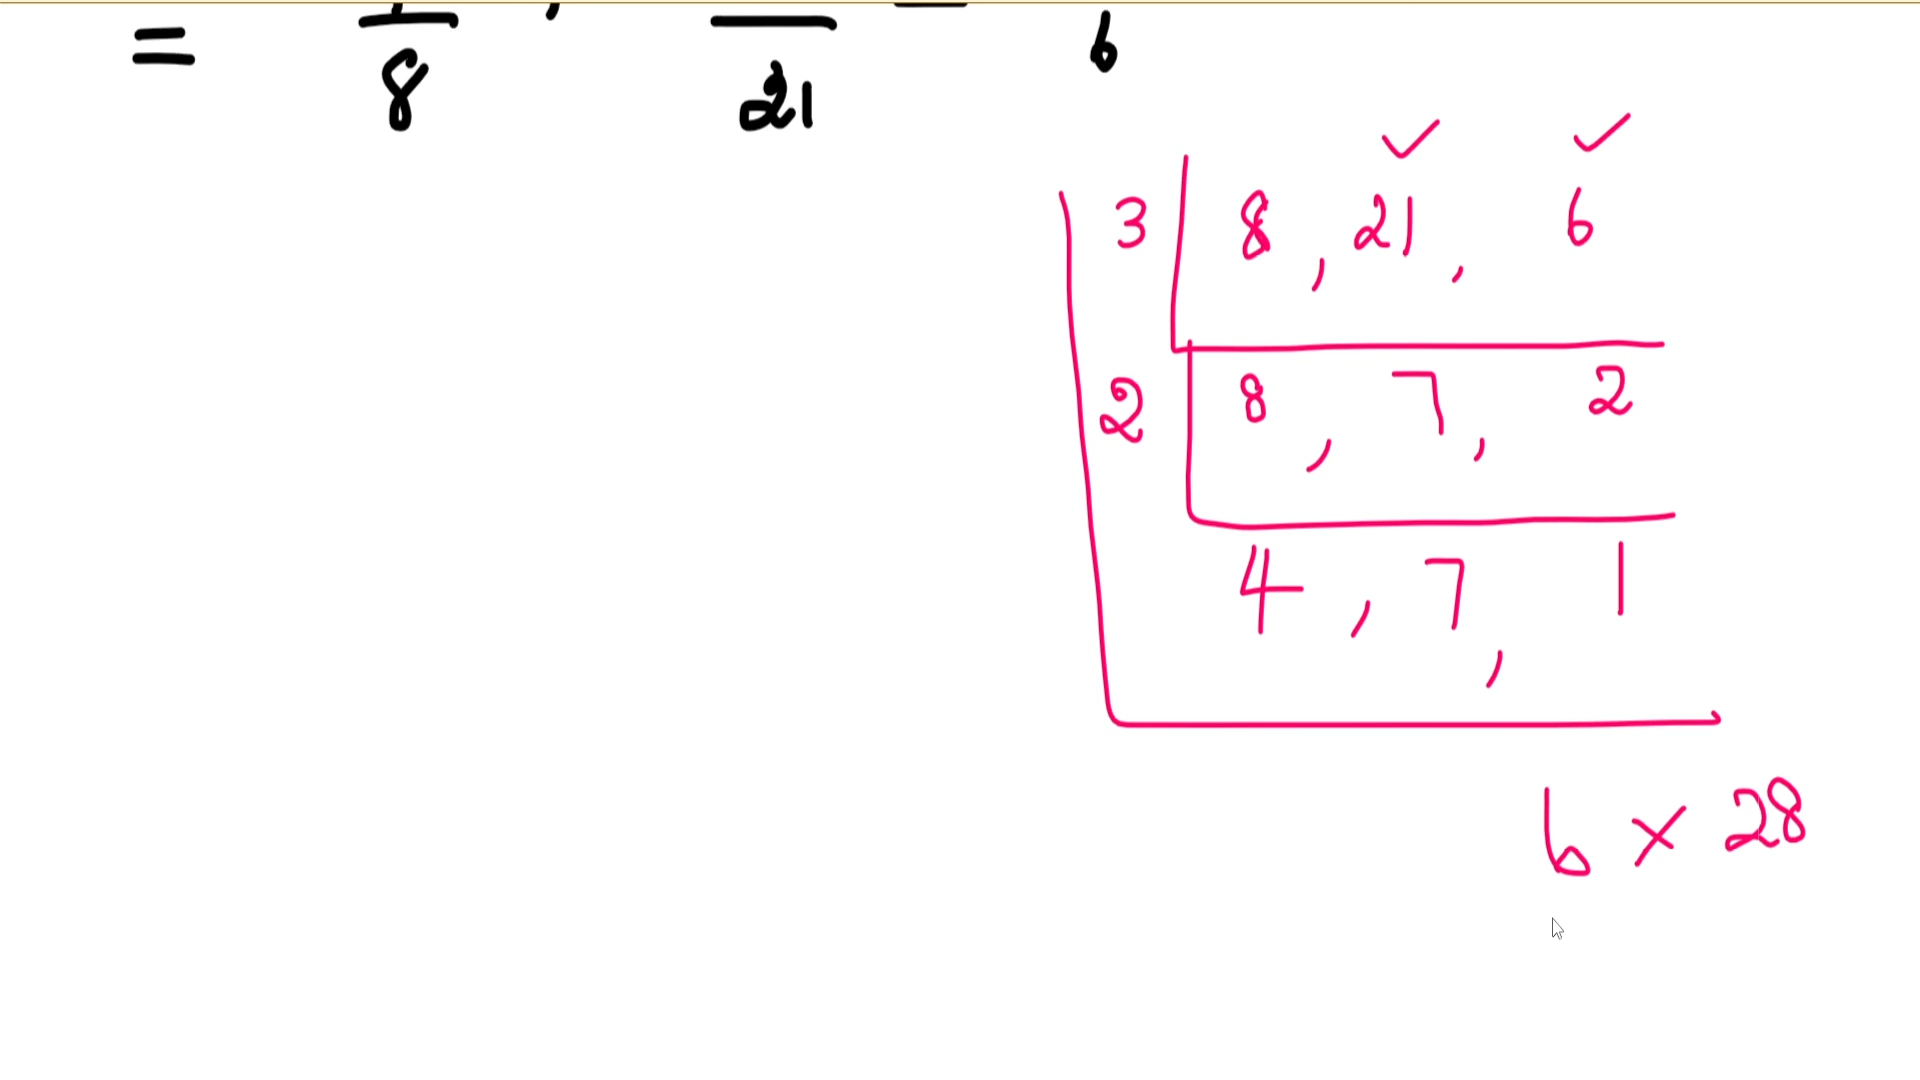 =
8 21 6
3 8, 21, 6
2 8, 7, 2
4, 7, 1
6 × 28